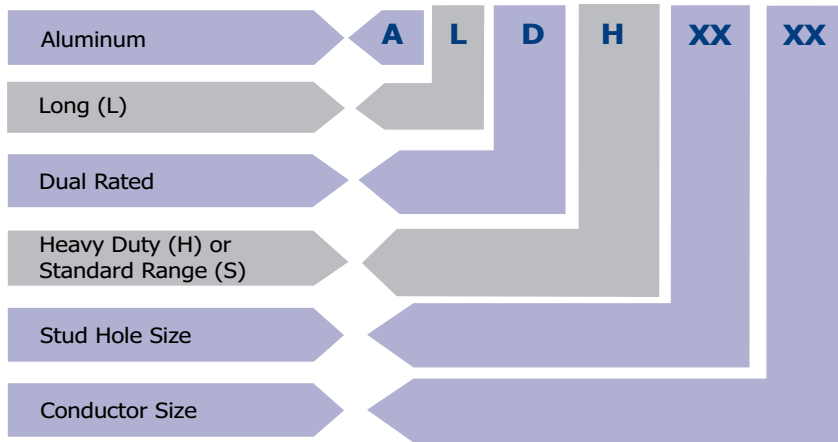 Aluminum A L D H XX XX
Long (L)
Dual Rated
Heavy Duty (H) or
Standard Range (S)
Stud Hole Size
Conductor Size